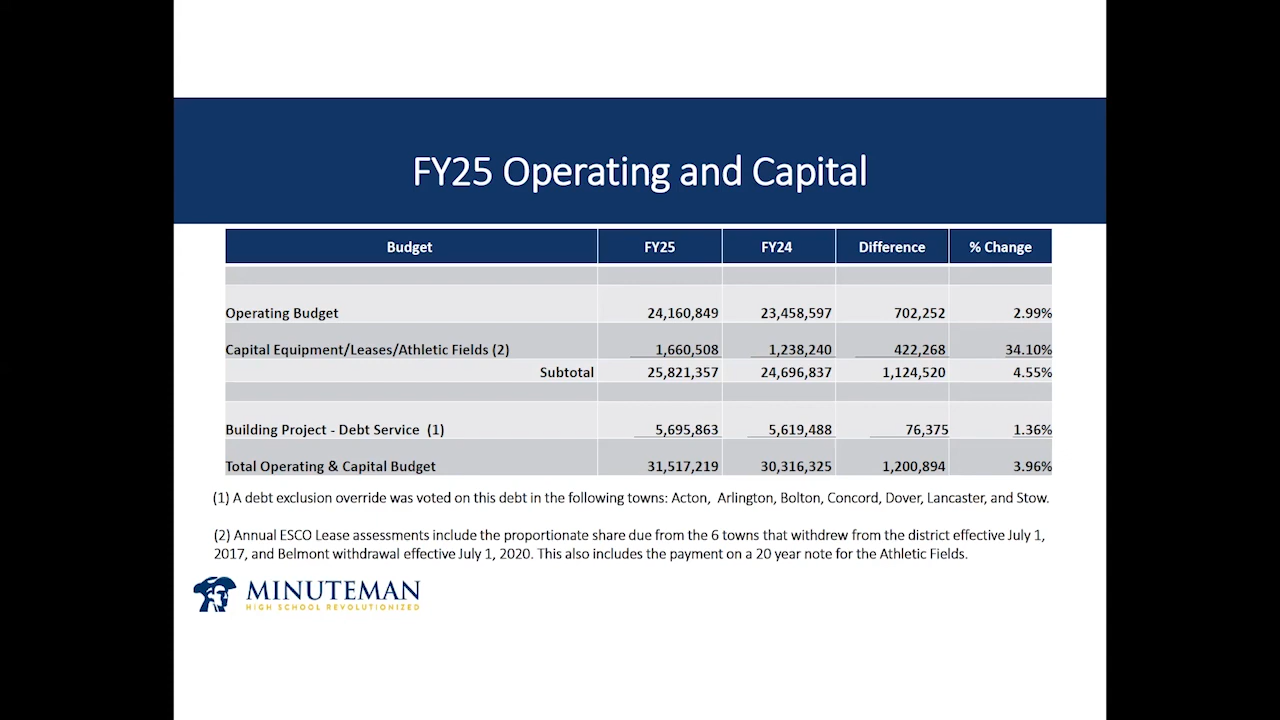 FY25 Operating and Capital
Budget FY25 FY24 Difference % Change
Operating Budget 24,160,849 23,458,597 702,252 2.99%
Capital Equipment/Leases/Athletic Fields (2) 1,660,508 1,238,240 422,268 34.10%
Subtotal 25,821,357 24,696,837 1,124,520 4.55%
Building Project - Debt Service (1) 5,695,863 5,619,488 76,375 1.36%
Total Operating & Capital Budget 31,517,219 30,316,325 1,200,894 3.96%
(1) A debt exclusion override was voted on this debt in the following towns: Acton, Arlington, Bolton, Concord, Dover, Lancaster, and Stow.
(2) Annual ESCO Lease assessments include the proportionate share due from the 6 towns that withdrew from the district effective July 1,
2017, and Belmont withdrawal effective July 1, 2020. This also includes the payment on a 20 year note for the Athletic Fields.
MINUTEMAN
HIGH SCHOOL REVOLUTIONIZED